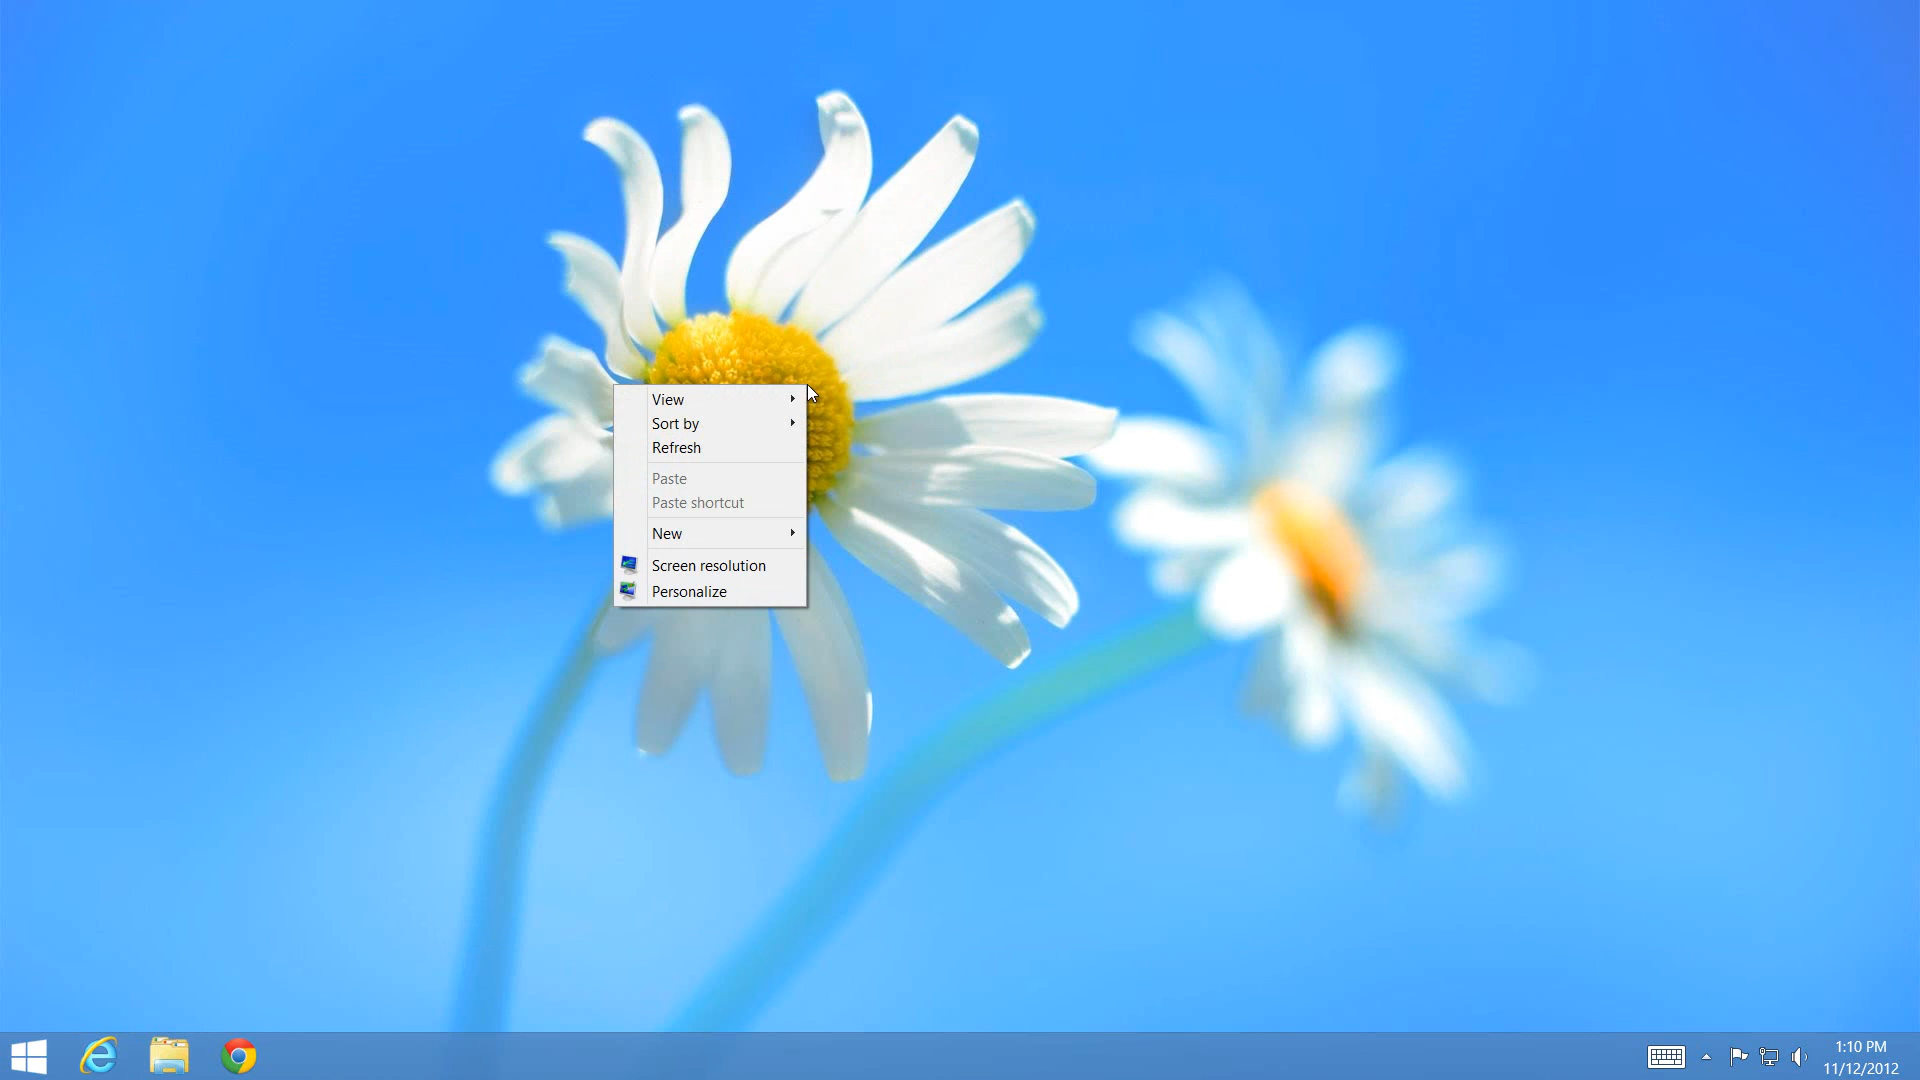 View
Sort by
Refresh
Paste
Paste shortcut
New
Screen resolution
Personalize
1:10 PM
11/12/2012